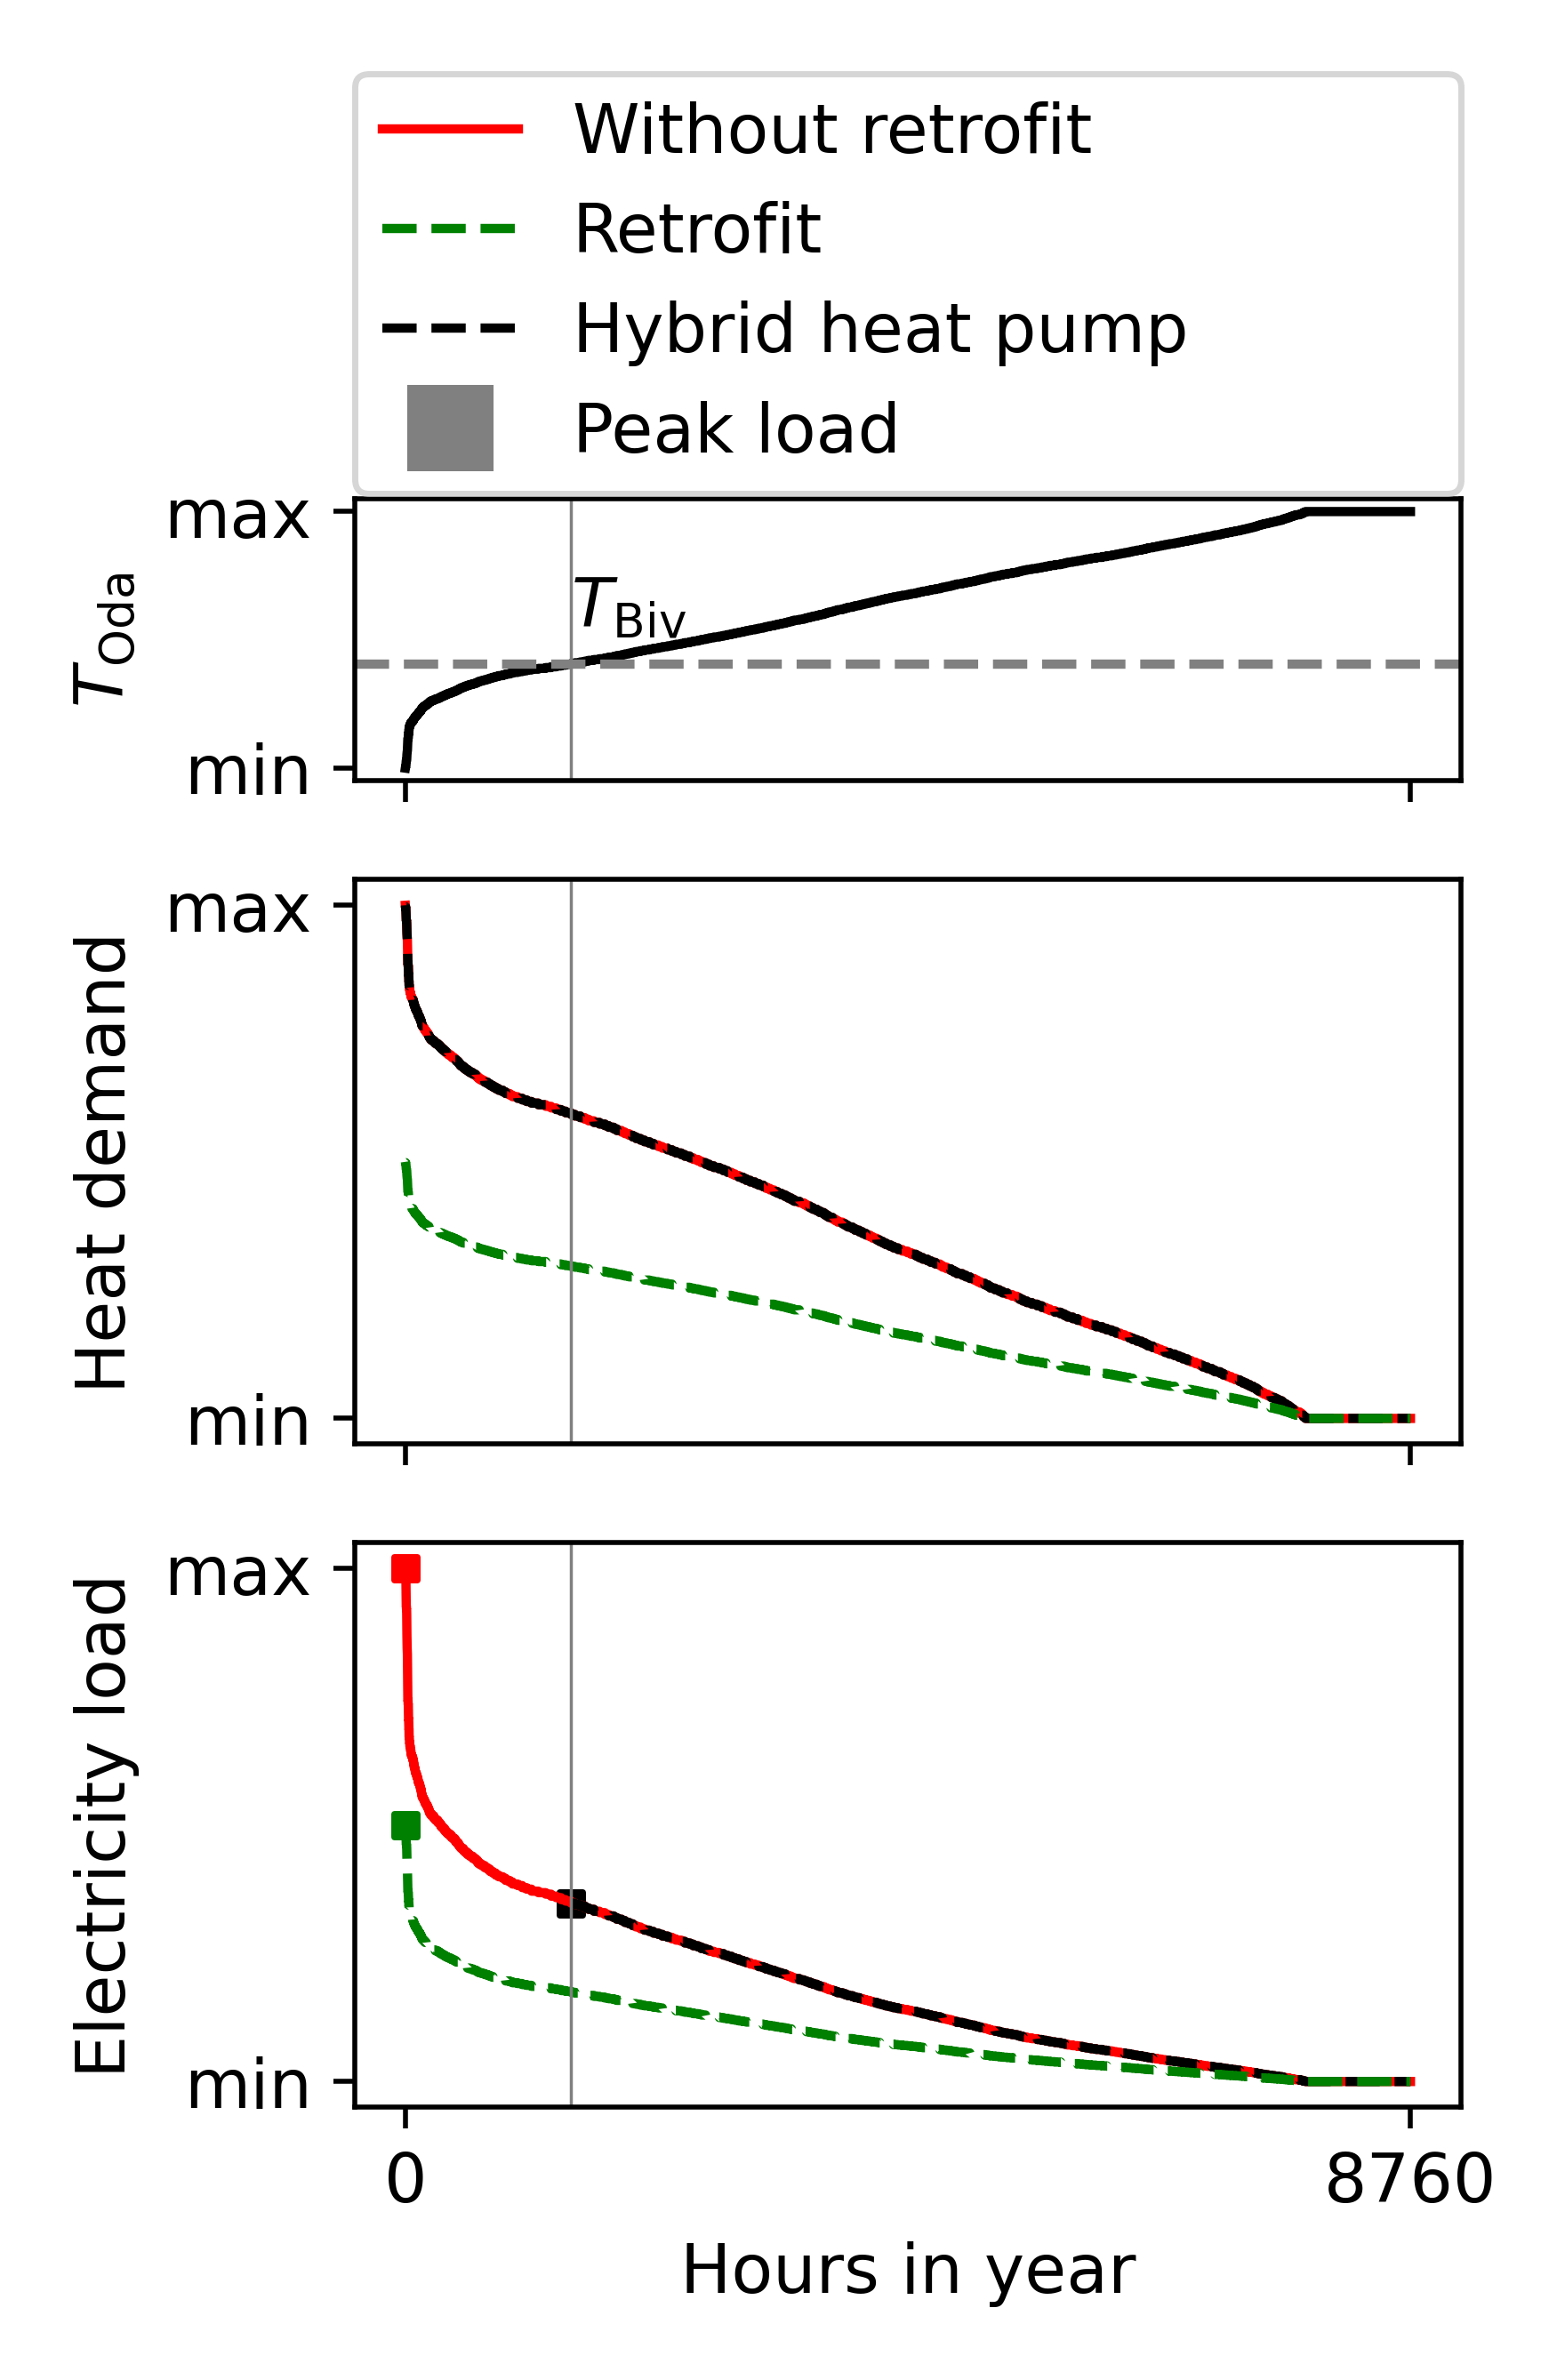 Without retrofit
Retrofit
Hybrid heat pump
Peak load
max
min
T_Oda
T_Biv
max
min
Heat demand
max
min
Electricity load
0
8760
Hours in year